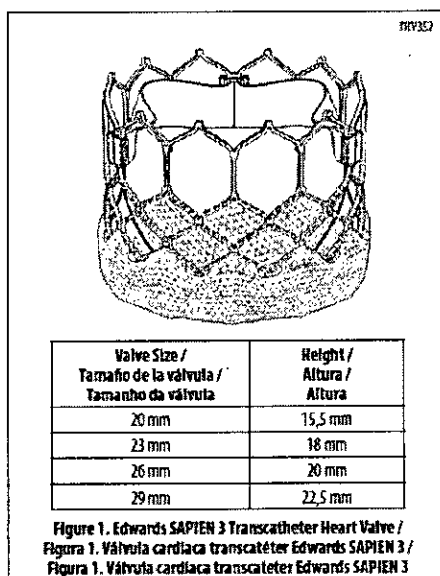 Valve Size /
Tamaño de la válvula /
Tamanho da válvula
Height /
Altura /
Altura
20 mm
15,5 mm
23 mm
18 mm
26 mm
20 mm
29 mm
22,5 mm
Figure 1. Edwards SAPIEN 3 Transcatheter Heart Valve /
Figura 1. Válvula cardíaca transcatéter Edwards SAPIEN 3 /
Figura 1. Válvula cardíaca transcateter Edwards SAPIEN 3